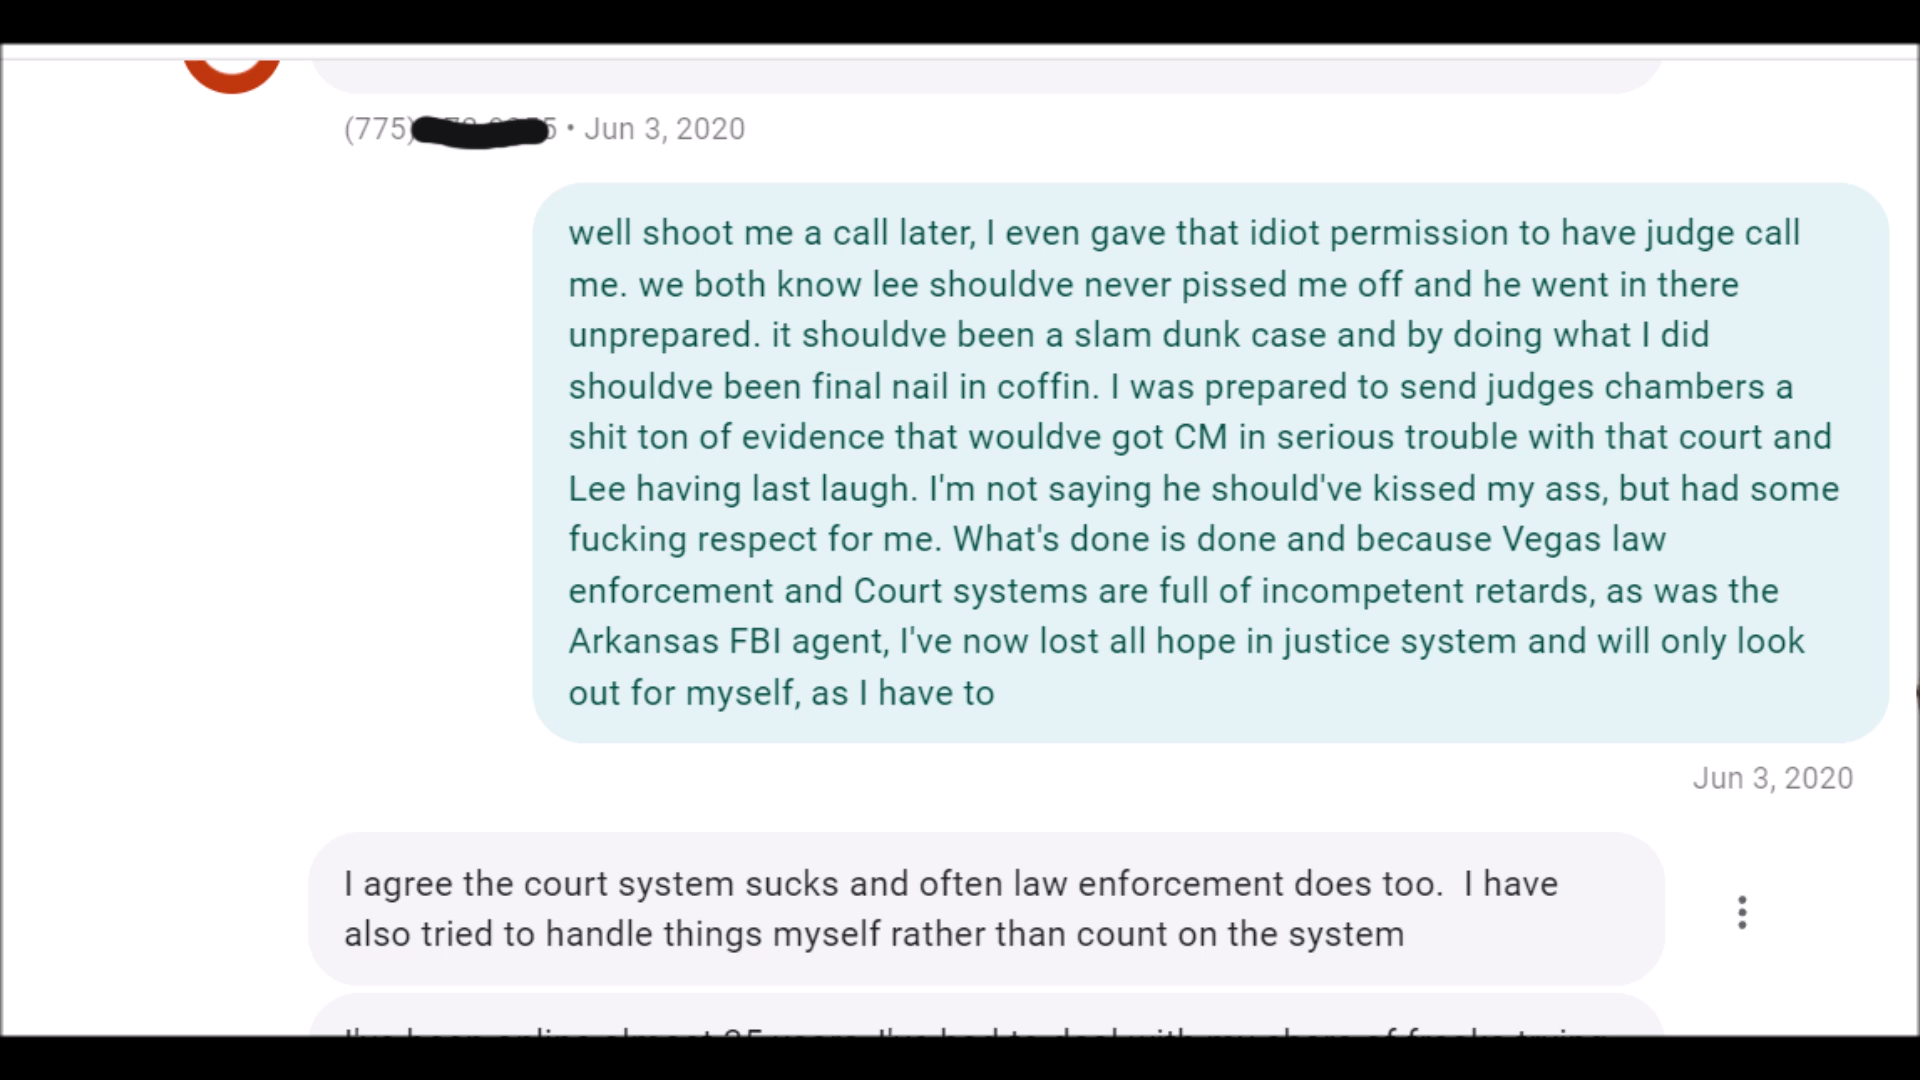 (775) 5 • Jun 3, 2020
well shoot me a call later, I even gave that idiot permission to have judge call
me. we both know lee shouldve never pissed me off and he went in there
unprepared. it shouldve been a slam dunk case and by doing what I did
shouldve been final nail in coffin. I was prepared to send judges chambers a
shit ton of evidence that wouldve got CM in serious trouble with that court and
Lee having last laugh. I'm not saying he should've kissed my ass, but had some
fucking respect for me. What's done is done and because Vegas law
enforcement and Court systems are full of incompetent retards, as was the
Arkansas FBI agent, I've now lost all hope in justice system and will only look
out for myself, as I have to
Jun 3, 2020
I agree the court system sucks and often law enforcement does too.  I have
also tried to handle things myself rather than count on the system